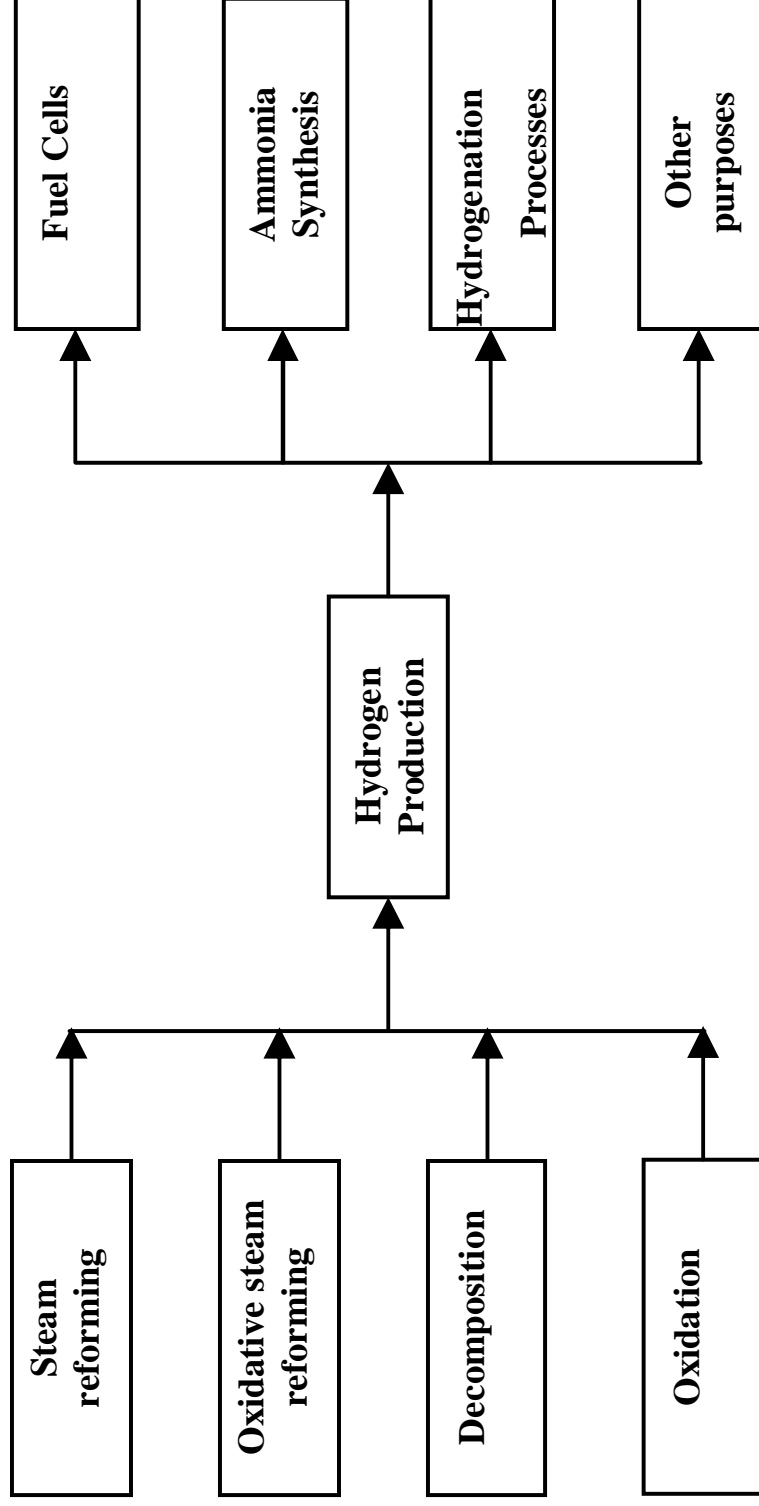 Steam
reforming
Oxidative steam
reforming
Decomposition
Oxidation
Hydrogen
Production
Fuel Cells
Ammonia
Synthesis
Hydrogenation
Processes
Other
purposes